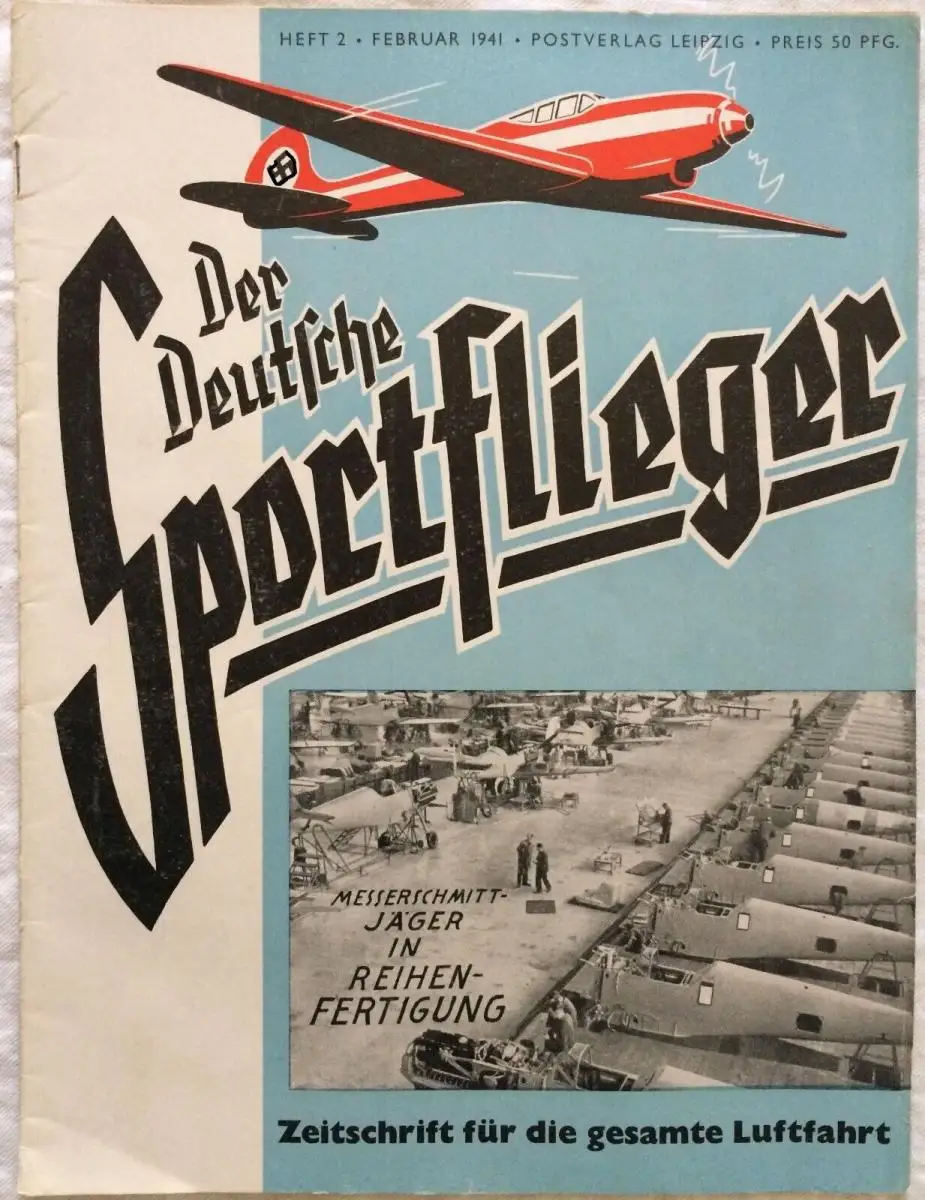 HEFT 2 • FEBRUAR 1941 • POSTVERLAG LEIPZIG • PREIS 50 PFG.
Der
Deutsche
Sportflieger
MESSERSCHMITT-
JÄGER
IN
REIHEN-
FERTIGUNG
Zeitschrift für die gesamte Luftfahrt